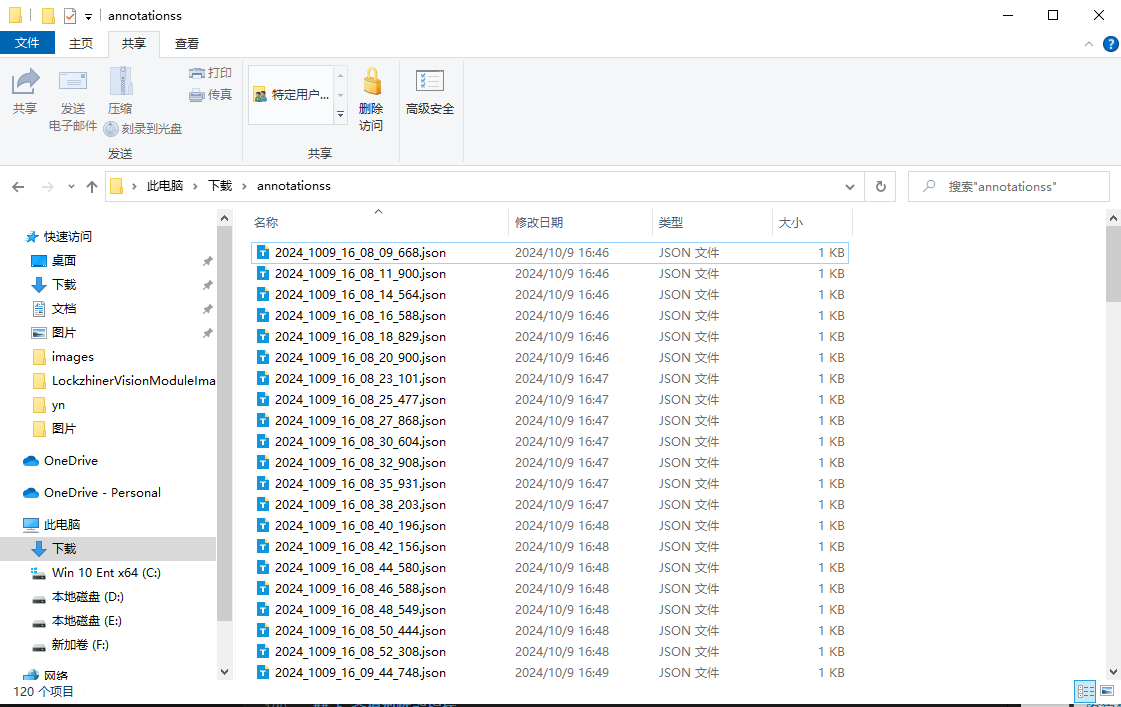 annotationss
文件 主页 共享 查看
共享 发送 电子邮件 压缩 打印 传真 刻录到光盘 特定用户... 删除 访问 高级安全
发送 共享
此电脑 下载 annotationss 搜索"annotationss"
名称 修改日期 类型 大小
快速访问
桌面
下载
文档
图片
images
LockzhinerVisionModuleIma
yn
图片
OneDrive
OneDrive - Personal
此电脑
下载
Win 10 Ent x64 (C:)
本地磁盘 (D:)
本地磁盘 (E:)
新加卷 (F:)
网络
2024_1009_16_08_09_668.json 2024/10/9 16:46 JSON 文件 1 KB
2024_1009_16_08_11_900.json 2024/10/9 16:46 JSON 文件 1 KB
2024_1009_16_08_14_564.json 2024/10/9 16:46 JSON 文件 1 KB
2024_1009_16_08_16_588.json 2024/10/9 16:46 JSON 文件 1 KB
2024_1009_16_08_18_829.json 2024/10/9 16:46 JSON 文件 1 KB
2024_1009_16_08_20_900.json 2024/10/9 16:46 JSON 文件 1 KB
2024_1009_16_08_23_101.json 2024/10/9 16:47 JSON 文件 1 KB
2024_1009_16_08_25_477.json 2024/10/9 16:47 JSON 文件 1 KB
2024_1009_16_08_27_868.json 2024/10/9 16:47 JSON 文件 1 KB
2024_1009_16_08_30_604.json 2024/10/9 16:47 JSON 文件 1 KB
2024_1009_16_08_32_908.json 2024/10/9 16:47 JSON 文件 1 KB
2024_1009_16_08_35_931.json 2024/10/9 16:47 JSON 文件 1 KB
2024_1009_16_08_38_203.json 2024/10/9 16:47 JSON 文件 1 KB
2024_1009_16_08_40_196.json 2024/10/9 16:48 JSON 文件 1 KB
2024_1009_16_08_42_156.json 2024/10/9 16:48 JSON 文件 1 KB
2024_1009_16_08_44_580.json 2024/10/9 16:48 JSON 文件 1 KB
2024_1009_16_08_46_588.json 2024/10/9 16:48 JSON 文件 1 KB
2024_1009_16_08_48_549.json 2024/10/9 16:48 JSON 文件 1 KB
2024_1009_16_08_50_444.json 2024/10/9 16:48 JSON 文件 1 KB
2024_1009_16_08_52_308.json 2024/10/9 16:48 JSON 文件 1 KB
2024_1009_16_09_44_748.json 2024/10/9 16:49 JSON 文件 1 KB
120 个项目